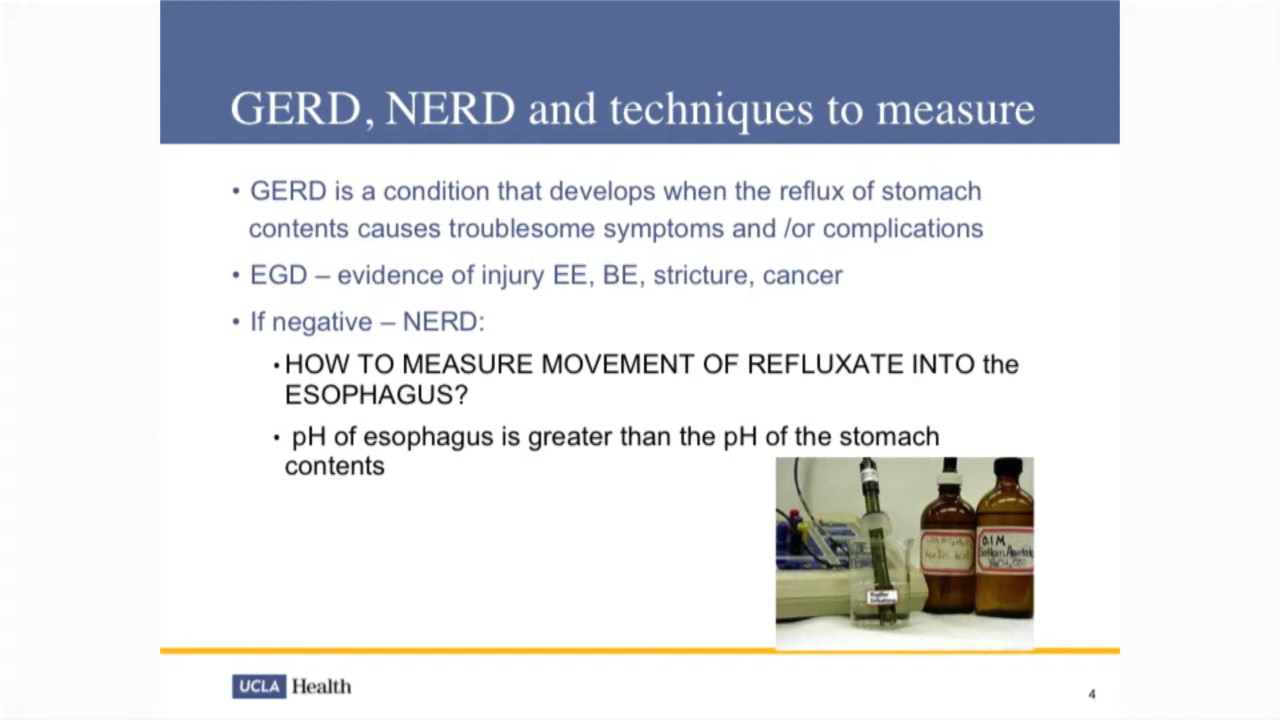 GERD, NERD and techniques to measure
• GERD is a condition that develops when the reflux of stomach
contents causes troublesome symptoms and /or complications
• EGD – evidence of injury EE, BE, stricture, cancer
• If negative – NERD:
• HOW TO MEASURE MOVEMENT OF REFLUXATE INTO the
ESOPHAGUS?
• pH of esophagus is greater than the pH of the stomach
contents
0.1 M
UCLA Health
4